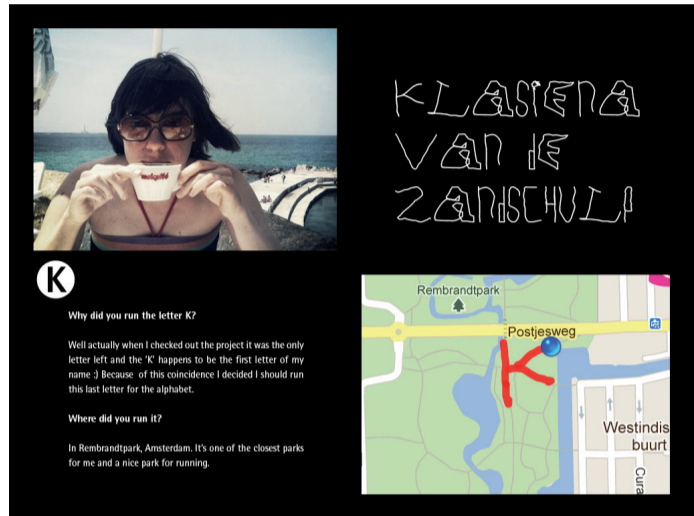 KLASIENA
VAN DE
ZANDSCHULP
K
Why did you run the letter K?
Well actually when I checked out the project it was the only
letter left and the 'K' happens to be the first letter of my
name :) Because of this coincidence I decided I should run
this last letter for the alphabet.
Where did you run it?
In Rembrandtpark, Amsterdam. It's one of the closest parks
for me and a nice park for running.
Rembrandtpark
Postjesweg
K
Westindis
buurt
Cura